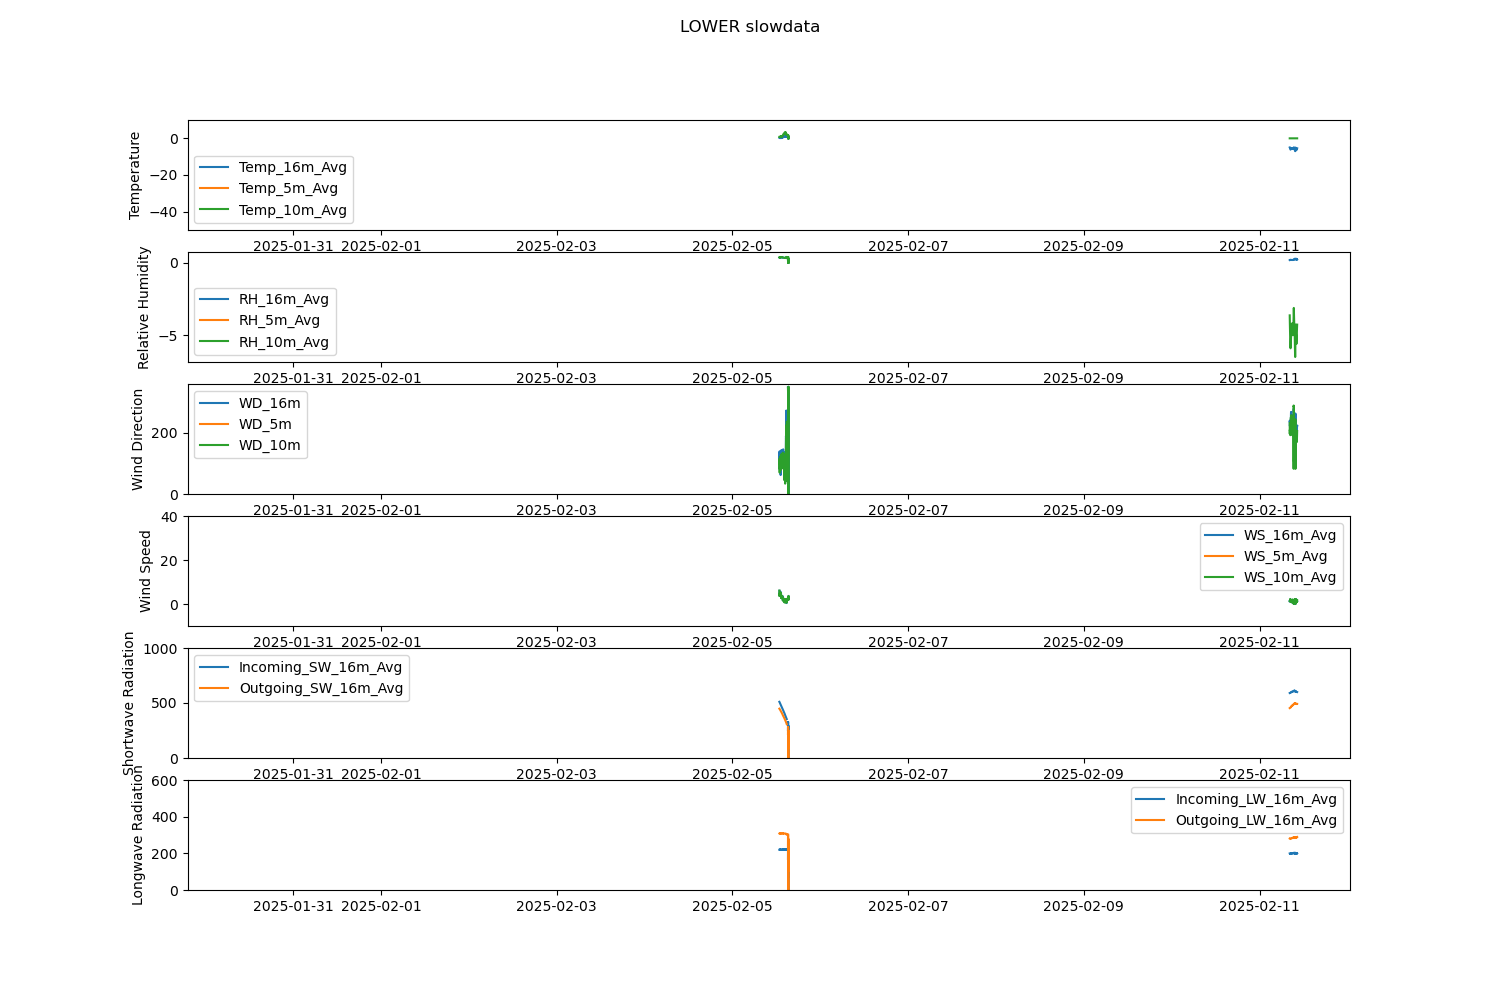 LOWER slowdata
Temperature
0
−20
−40
Temp_16m_Avg
Temp_5m_Avg
Temp_10m_Avg
2025-01-31 2025-02-01 2025-02-03 2025-02-05 2025-02-07 2025-02-09 2025-02-11
Relative Humidity
0
−5
RH_16m_Avg
RH_5m_Avg
RH_10m_Avg
2025-01-31 2025-02-01 2025-02-03 2025-02-05 2025-02-07 2025-02-09 2025-02-11
Wind Direction
200
0
WD_16m
WD_5m
WD_10m
2025-01-31 2025-02-01 2025-02-03 2025-02-05 2025-02-07 2025-02-09 2025-02-11
Wind Speed
40
20
0
WS_16m_Avg
WS_5m_Avg
WS_10m_Avg
2025-01-31 2025-02-01 2025-02-03 2025-02-05 2025-02-07 2025-02-09 2025-02-11
Shortwave Radiation
1000
500
0
Incoming_SW_16m_Avg
Outgoing_SW_16m_Avg
2025-01-31 2025-02-01 2025-02-03 2025-02-05 2025-02-07 2025-02-09 2025-02-11
Longwave Radiation
600
400
200
0
Incoming_LW_16m_Avg
Outgoing_LW_16m_Avg
2025-01-31 2025-02-01 2025-02-03 2025-02-05 2025-02-07 2025-02-09 2025-02-11